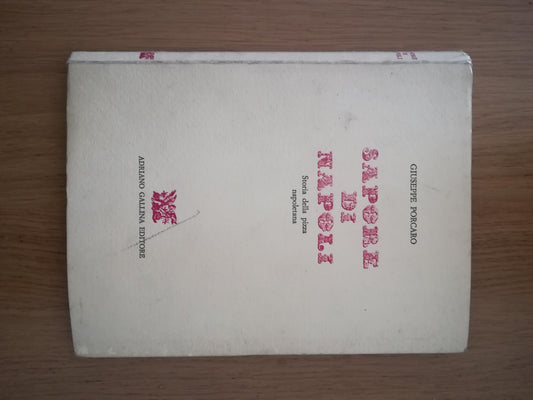 GIUSEPPE PORCARO
SAPORE
DI
NAPOLI
Storia della pizza
napoletana
ADRIANO GALLINA EDITORE